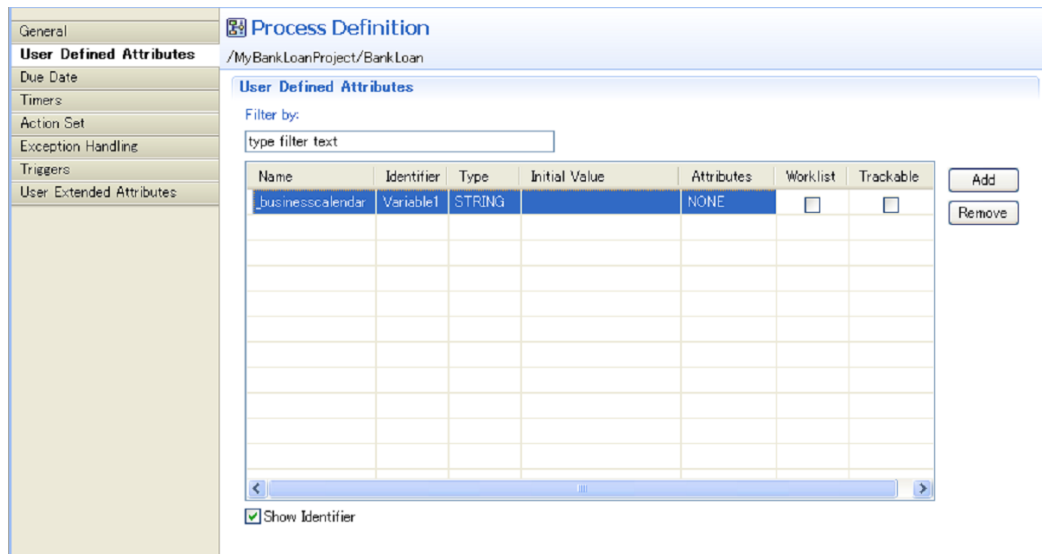 General
User Defined Attributes
Due Date
Timers
Action Set
Exception Handling
Triggers
User Extended Attributes
Process Definition
/MyBankLoanProject/BankLoan
User Defined Attributes
Filter by:
type filter text
Name Identifier Type Initial Value Attributes Worklist Trackable
_businesscalendar Variable1 STRING NONE
Add
Remove
Show Identifier